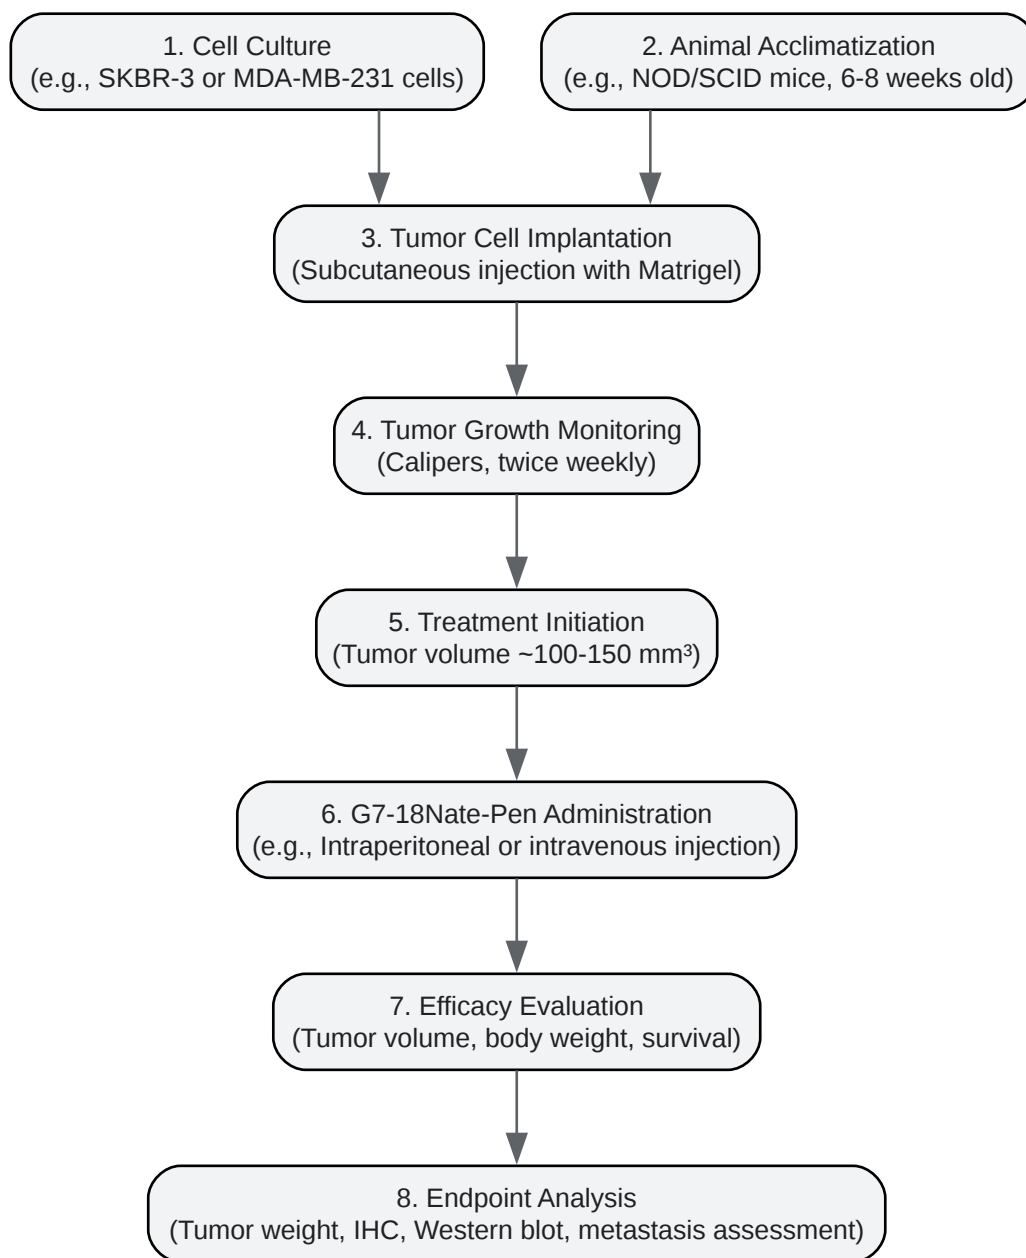 1. Cell Culture
(e.g., SKBR-3 or MDA-MB-231 cells)
2. Animal Acclimatization
(e.g., NOD/SCID mice, 6-8 weeks old)
3. Tumor Cell Implantation
(Subcutaneous injection with Matrigel)
4. Tumor Growth Monitoring
(Calipers, twice weekly)
5. Treatment Initiation
(Tumor volume ~100-150 mm³)
6. G7-18Nate-Pen Administration
(e.g., Intraperitoneal or intravenous injection)
7. Efficacy Evaluation
(Tumor volume, body weight, survival)
8. Endpoint Analysis
(Tumor weight, IHC, Western blot, metastasis assessment)